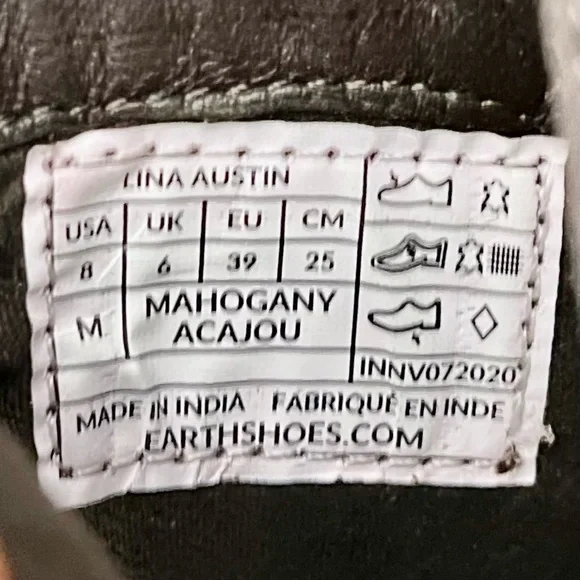 LINA AUSTIN
USA UK EU CM
8 6 39 25
M MAHOGANY
ACAJOU
INNV072020
MADE IN INDIA FABRIQUÉ EN INDE
EARTHSHOES.COM